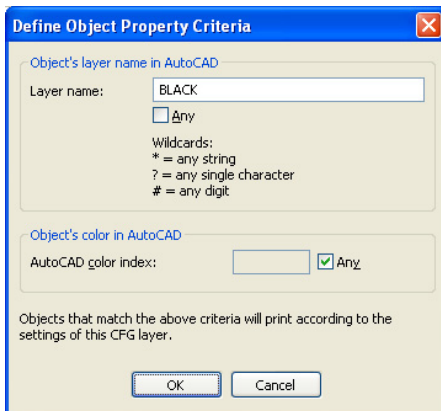 Define Object Property Criteria
Object's layer name in AutoCAD
Layer name: BLACK
Any
Wildcards:
* = any string
? = any single character
# = any digit
Object's color in AutoCAD
AutoCAD color index: Any
Objects that match the above criteria will print according to the
settings of this CFG layer.
OK Cancel